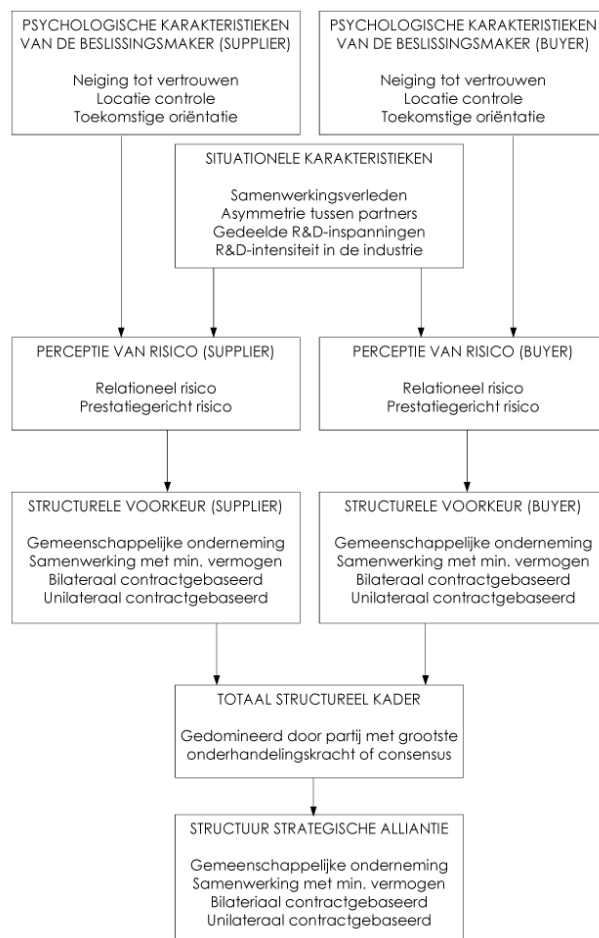 PSYCHOLOGISCHE KARAKTERISTIEKEN
VAN DE BESLISSINGSMAKER (SUPPLIER)
Neiging tot vertrouwen
Locatie controle
Toekomstige oriëntatie
PSYCHOLOGISCHE KARAKTERISTIEKEN
VAN DE BESLISSINGSMAKER (BUYER)
Neiging tot vertrouwen
Locatie controle
Toekomstige oriëntatie
SITUATIONELE KARAKTERISTIEKEN
Samenwerkingsverleden
Asymmetrie tussen partners
Gedeelde R&D-inspanningen
R&D-intensiteit in de industrie
PERCEPTIE VAN RISICO (SUPPLIER)
Relationeel risico
Prestatiegericht risico
PERCEPTIE VAN RISICO (BUYER)
Relationeel risico
Prestatiegericht risico
STRUCTURELE VOORKEUR (SUPPLIER)
Gemeenschappelijke onderneming
Samenwerking met min. vermogen
Bilateraal contractgebaseerd
Unilateraal contractgebaseerd
STRUCTURELE VOORKEUR (BUYER)
Gemeenschappelijke onderneming
Samenwerking met min. vermogen
Bilateraal contractgebaseerd
Unilateraal contractgebaseerd
TOTAAL STRUCTUREEL KADER
Gedomineerd door partij met grootste
onderhandelingskracht of consensus
STRUCTUUR STRATEGISCHE ALLIANTIE
Gemeenschappelijke onderneming
Samenwerking met min. vermogen
Bilateriaal contractgebaseerd
Unilateraal contractgebaseerd